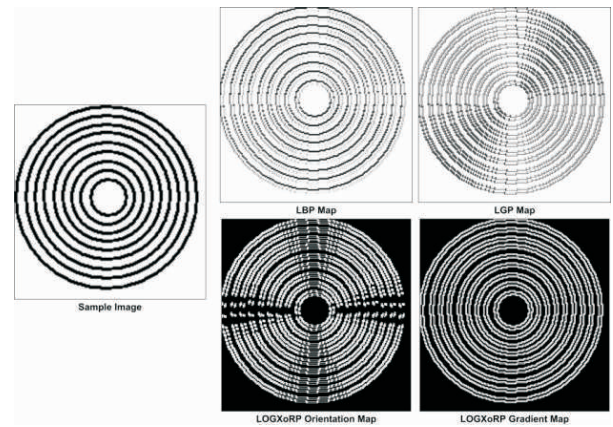 LBP Map
LGP Map
Sample Image
LOGXoRP Orientation Map
LOGXoRP Gradient Map